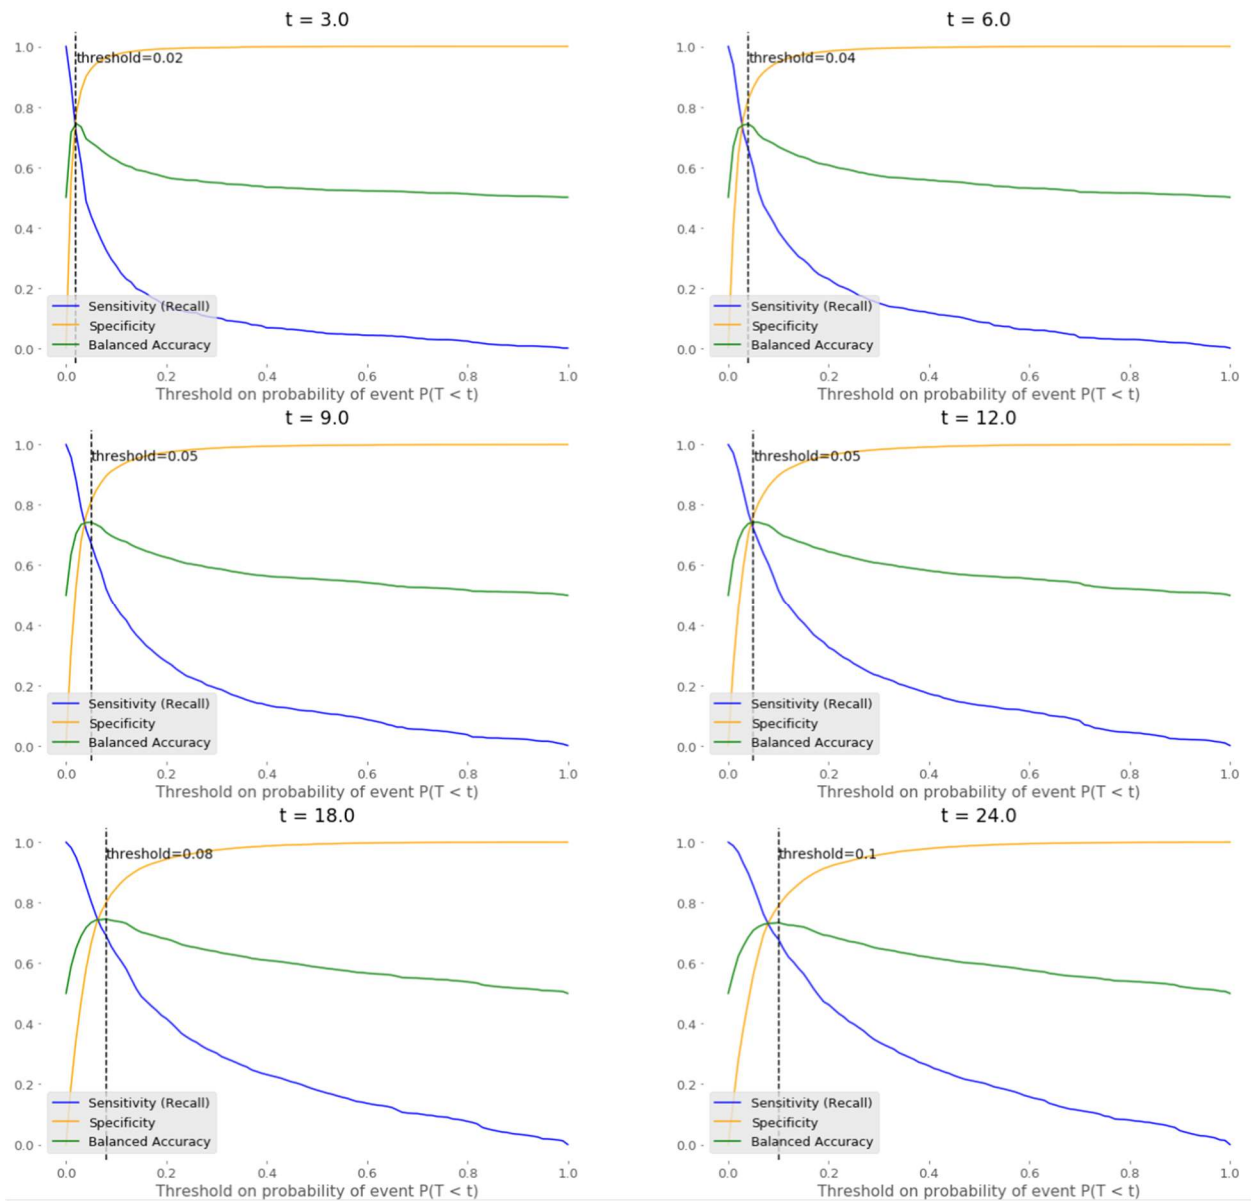 t = 3.0
threshold=0.02
1.0
0.8
0.6
0.4
0.2
0.0
Sensitivity (Recall)
Specificity
Balanced Accuracy
0.0 0.2 0.4 0.6 0.8 1.0
Threshold on probability of event P(T < t)
t = 6.0
threshold=0.04
1.0
0.8
0.6
0.4
0.2
0.0
Sensitivity (Recall)
Specificity
Balanced Accuracy
0.0 0.2 0.4 0.6 0.8 1.0
Threshold on probability of event P(T < t)
t = 9.0
threshold=0.05
1.0
0.8
0.6
0.4
0.2
0.0
Sensitivity (Recall)
Specificity
Balanced Accuracy
0.0 0.2 0.4 0.6 0.8 1.0
Threshold on probability of event P(T < t)
t = 12.0
threshold=0.05
1.0
0.8
0.6
0.4
0.2
0.0
Sensitivity (Recall)
Specificity
Balanced Accuracy
0.0 0.2 0.4 0.6 0.8 1.0
Threshold on probability of event P(T < t)
t = 18.0
threshold=0.08
1.0
0.8
0.6
0.4
0.2
0.0
Sensitivity (Recall)
Specificity
Balanced Accuracy
0.0 0.2 0.4 0.6 0.8 1.0
Threshold on probability of event P(T < t)
t = 24.0
threshold=0.1
1.0
0.8
0.6
0.4
0.2
0.0
Sensitivity (Recall)
Specificity
Balanced Accuracy
0.0 0.2 0.4 0.6 0.8 1.0
Threshold on probability of event P(T < t)